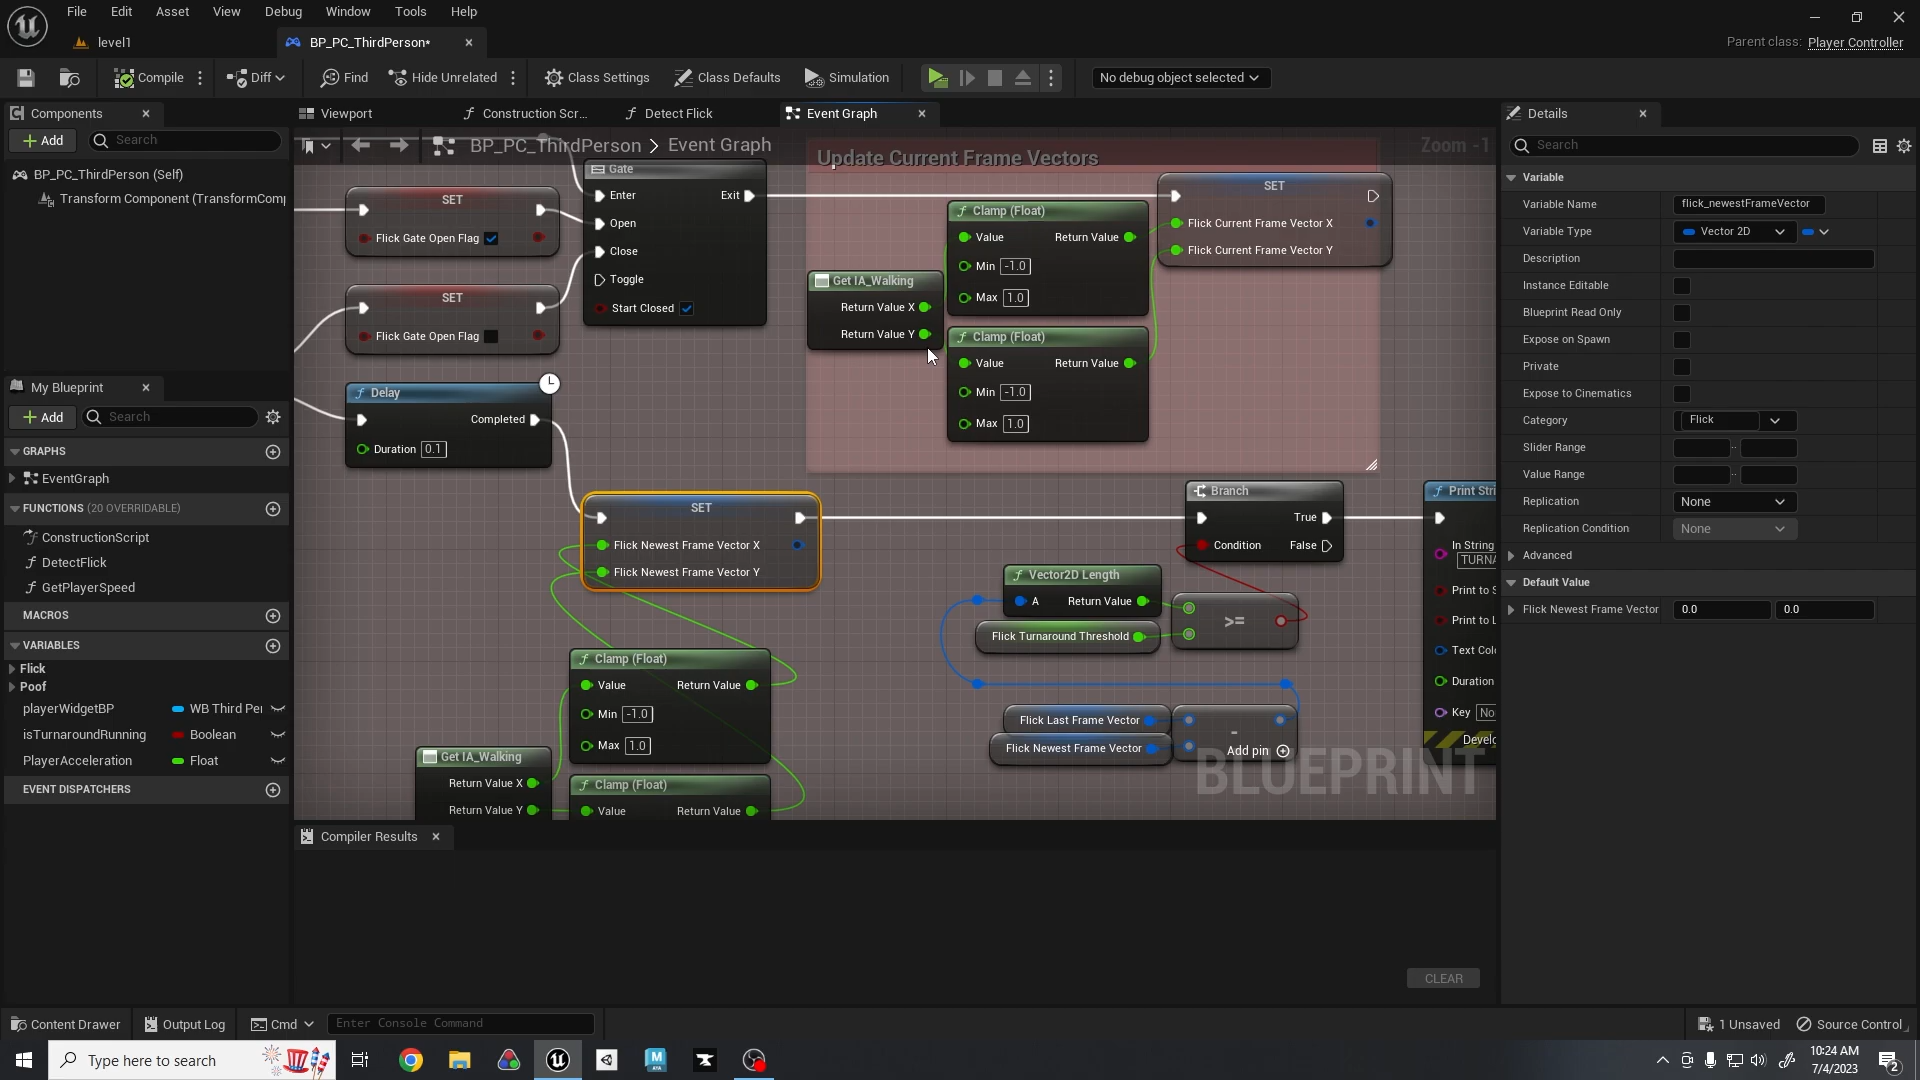 File Edit Asset View Debug Window Tools Help
level1
BP_PC_ThirdPerson*
Parent class: Player Controller
Compile
Diff
Find
Hide Unrelated
Class Settings
Class Defaults
Simulation
No debug object selected
Components
Add
Search
BP_PC_ThirdPerson (Self)
Transform Component (TransformComp
My Blueprint
Add
Search
GRAPHS
EventGraph
FUNCTIONS (20 OVERRIDABLE)
ConstructionScript
DetectFlick
GetPlayerSpeed
MACROS
VARIABLES
Flick
Poof
playerWidgetBP
WB Third Per
isTurnaroundRunning
Boolean
PlayerAcceleration
Float
EVENT DISPATCHERS
Viewport
Construction Scr...
Detect Flick
Event Graph
BP_PC_ThirdPerson > Event Graph
Zoom -1
Update Current Frame Vectors
SET
Flick Gate Open Flag
SET
Flick Gate Open Flag
Gate
Enter
Exit
Open
Close
Toggle
Start Closed
Get IA_Walking
Return Value X
Return Value Y
Clamp (Float)
Value
Return Value
Min -1.0
Max 1.0
Clamp (Float)
Value
Return Value
Min -1.0
Max 1.0
SET
Flick Current Frame Vector X
Flick Current Frame Vector Y
Delay
Completed
Duration 0.1
SET
Flick Newest Frame Vector X
Flick Newest Frame Vector Y
Branch
True
Condition
False
Print Stri
In String
TURNA
Print to S
Print to L
Text Colo
Duration
Key No
Develo
Vector2D Length
A
Return Value
Flick Turnaround Threshold
>=
Clamp (Float)
Value
Return Value
Min -1.0
Max 1.0
Get IA_Walking
Return Value X
Return Value Y
Clamp (Float)
Value
Return Value
Flick Last Frame Vector
Flick Newest Frame Vector
-
Add pin
BLUEPRINT
Compiler Results
CLEAR
Details
Search
Variable
Variable Name
flick_newestFrameVector
Variable Type
Vector 2D
Description
Instance Editable
Blueprint Read Only
Expose on Spawn
Private
Expose to Cinematics
Category
Flick
Slider Range
Value Range
Replication
None
Replication Condition
None
Advanced
Default Value
Flick Newest Frame Vector
0.0
0.0
Content Drawer
Output Log
Cmd
Enter Console Command
1 Unsaved
Source Control
Type here to search
10:24 AM
7/4/2023
2